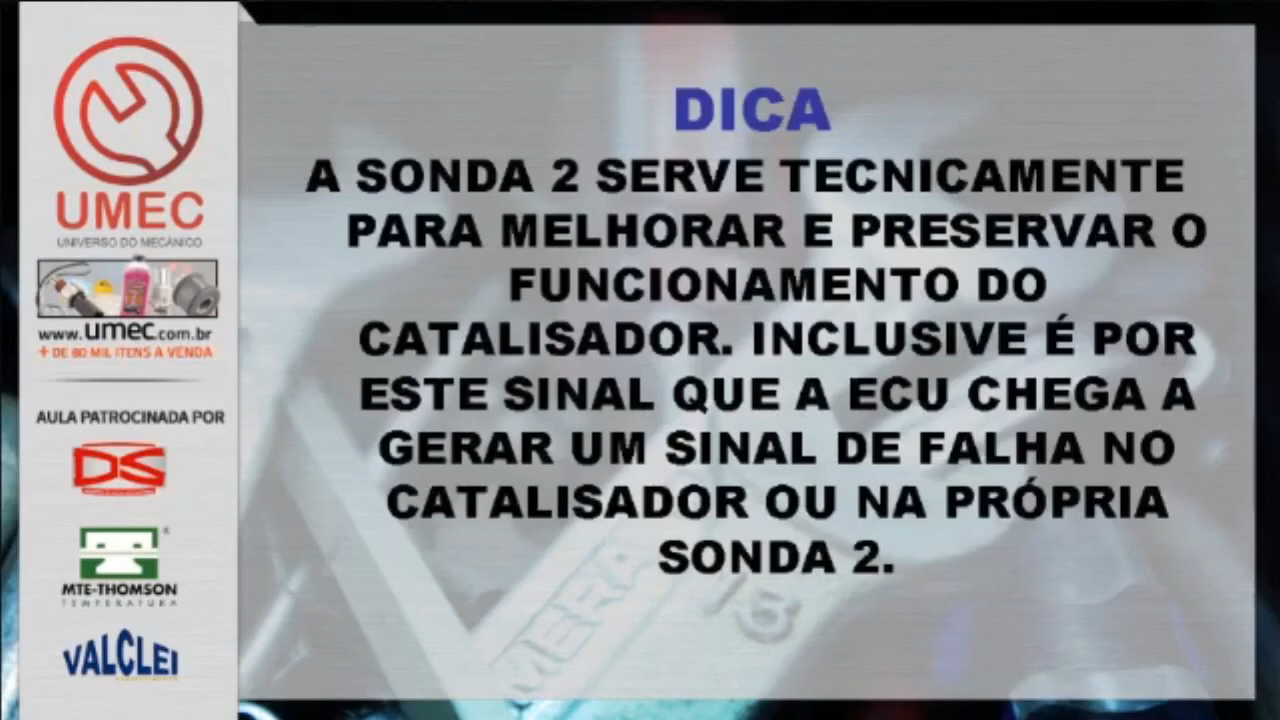 UMEC
UNIVERSO DO MECÂNICO
www.umec.com.br
+ DE 80 MIL ITENS A VENDA
AULA PATROCINADA POR
DS
MTE-THOMSON
TEMPERATURA
VALCLEI
DICA
A SONDA 2 SERVE TECNICAMENTE
PARA MELHORAR E PRESERVAR O
FUNCIONAMENTO DO
CATALISADOR. INCLUSIVE É POR
ESTE SINAL QUE A ECU CHEGA A
GERAR UM SINAL DE FALHA NO
CATALISADOR OU NA PRÓPRIA
SONDA 2.
MERA
16